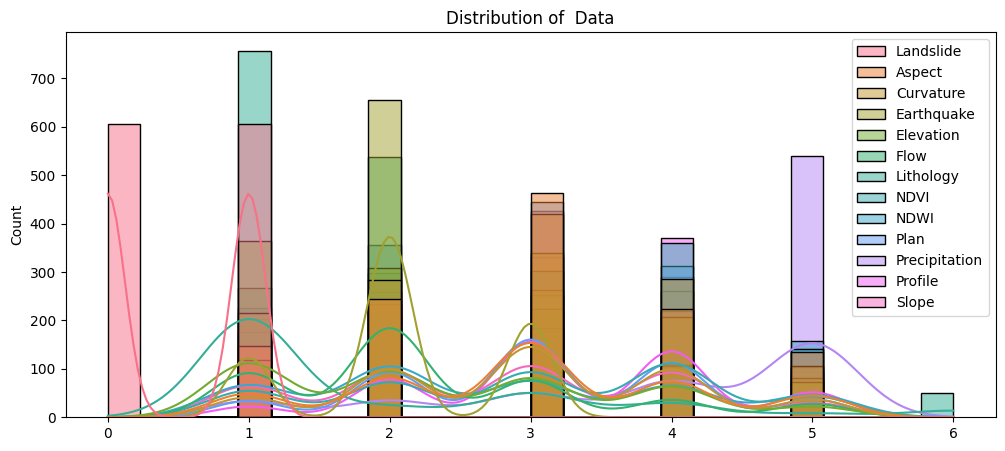 Distribution of  Data
Count
700
600
500
400
300
200
100
0
0 1 2 3 4 5 6
Landslide
Aspect
Curvature
Earthquake
Elevation
Flow
Lithology
NDVI
NDWI
Plan
Precipitation
Profile
Slope